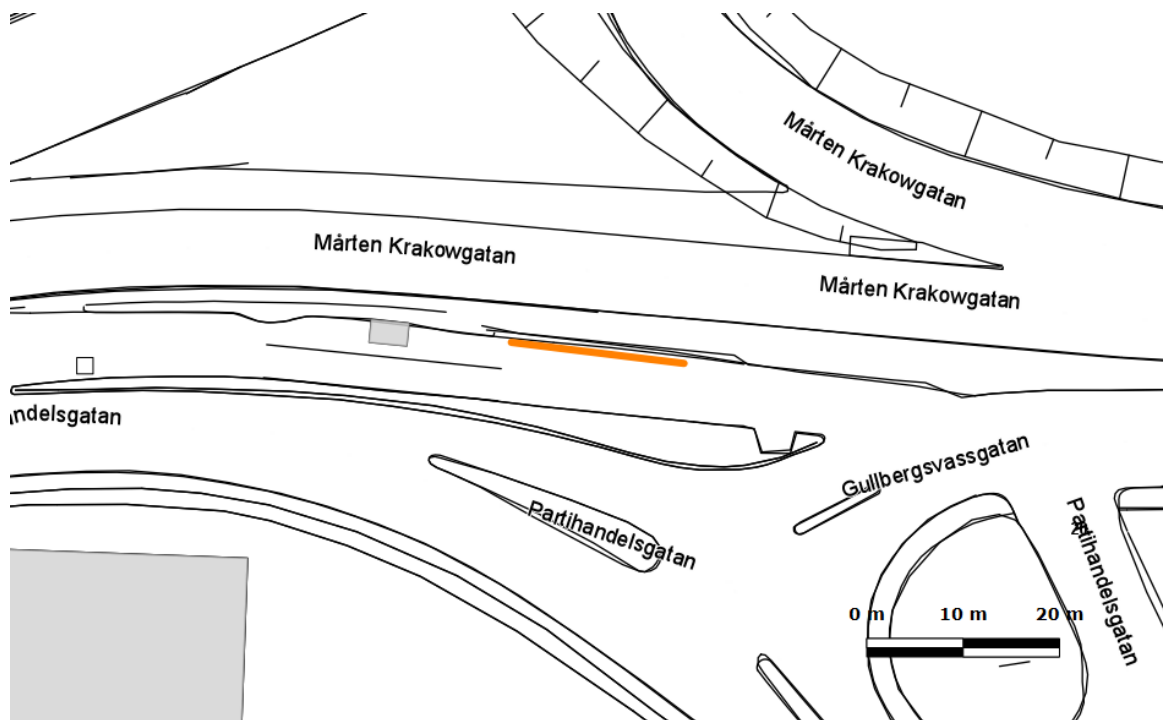 Mårten Krakowgatan
Mårten Krakowgatan
Mårten Krakowgatan
ndelsgatan
Gullbergsvassgatan
Partihandelsgatan
Partihandelsgatan
0 m 10 m 20 m